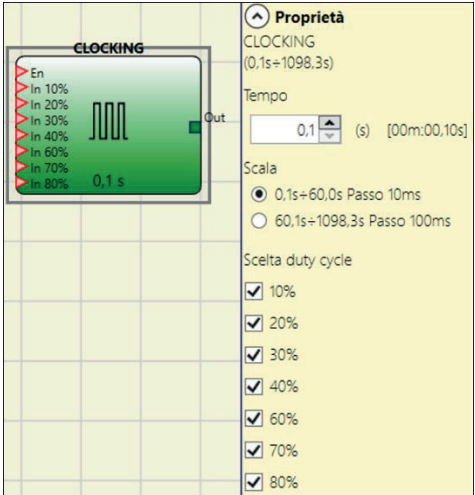 CLOCKING
En
In 10%
In 20%
In 30%
In 40%
In 60%
In 70%
In 80%
0,1 s
Out
Proprietà
CLOCKING
(0,1s÷1098,3s)
Tempo
0,1 (s) [00m:00,10s]
Scala
0,1s÷60,0s Passo 10ms
60,1s÷1098,3s Passo 100ms
Scelta duty cycle
10%
20%
30%
40%
60%
70%
80%